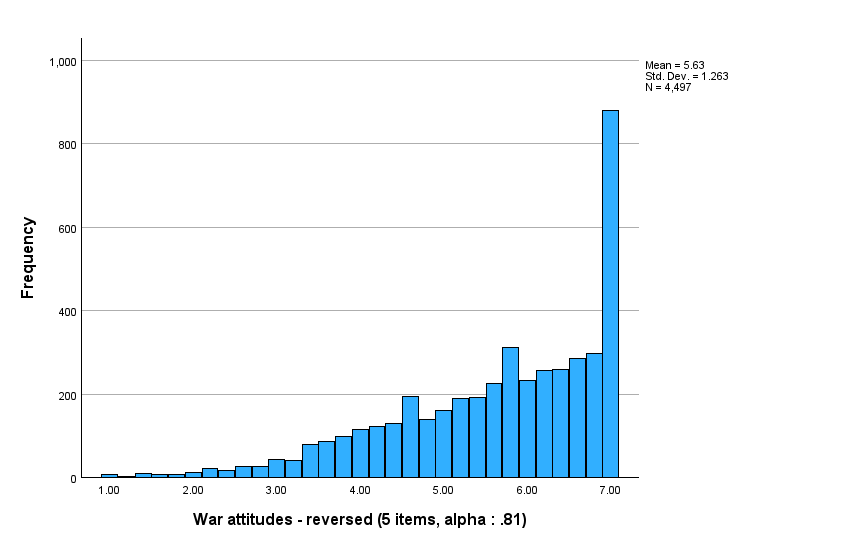 Mean = 5.63
Std. Dev. = 1.263
N = 4,497
1,000
800
600
400
200
0
Frequency
1.00 2.00 3.00 4.00 5.00 6.00 7.00
War attitudes - reversed (5 items, alpha : .81)